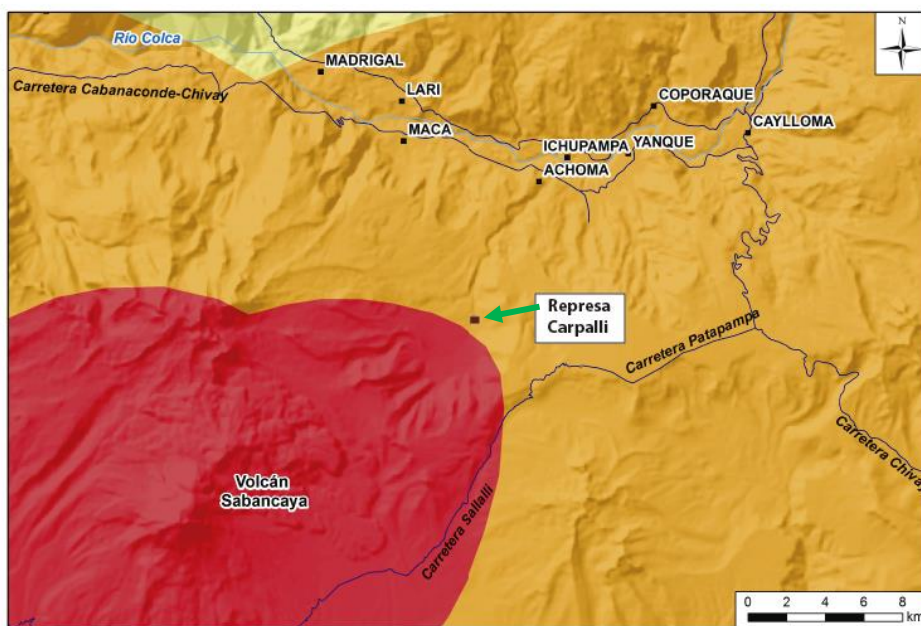 N
Río Colca
MADRIGAL
Carretera Cabanaconde-Chivay
LARI
COPORAQUE
CAYLLOMA
MACA
ICHUPAMPA
YANQUE
ACHOMA
Represa
Carpalli
Carretera Patapampa
Carretera Chivay
Volcán
Sabancaya
Carretera Sallalli
0 2 4 6 8
km